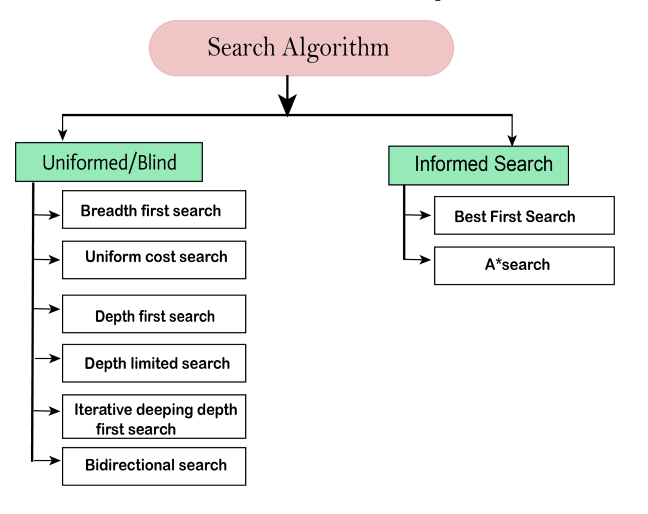 Search Algorithm
Uniformed/Blind
Breadth first search
Uniform cost search
Depth first search
Depth limited search
Iterative deeping depth
first search
Bidirectional search
Informed Search
Best First Search
A*search